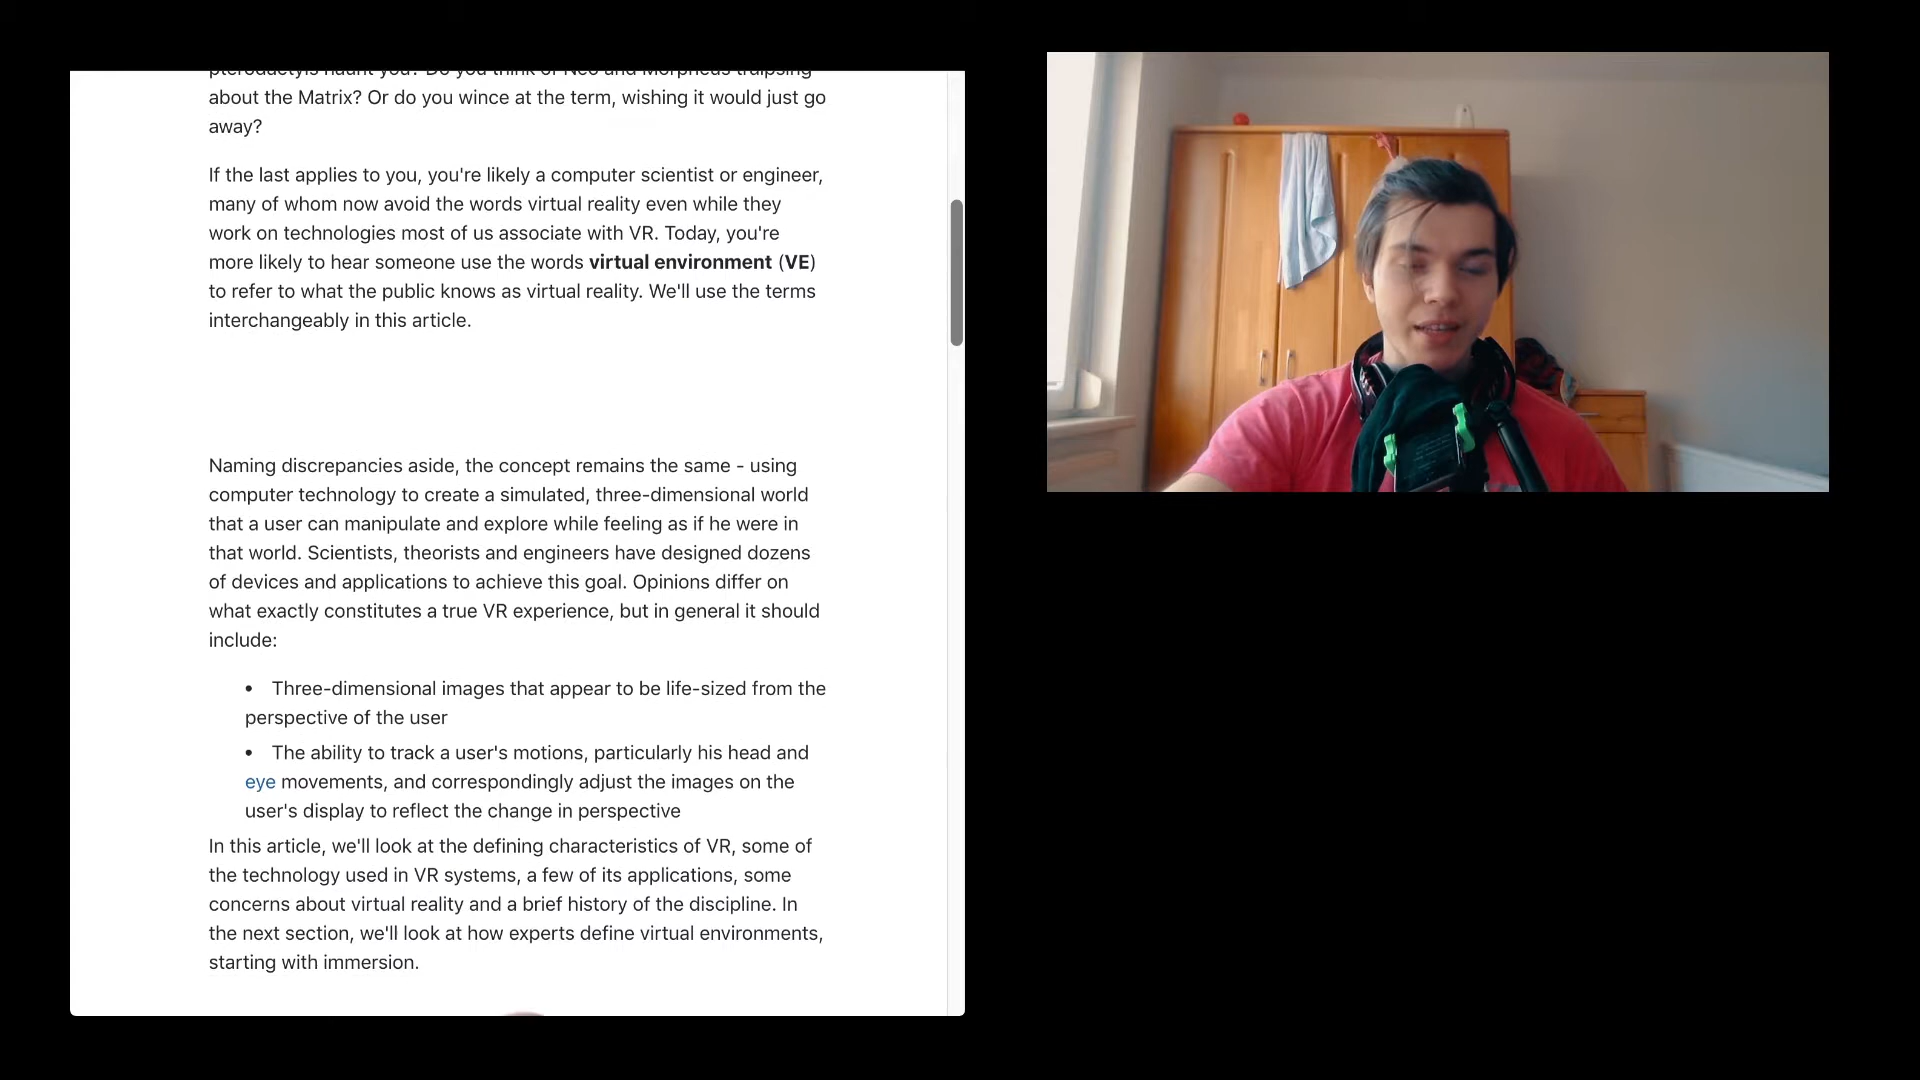 about the Matrix? Or do you wince at the term, wishing it would just go
away?
If the last applies to you, you're likely a computer scientist or engineer,
many of whom now avoid the words virtual reality even while they
work on technologies most of us associate with VR. Today, you're
more likely to hear someone use the words virtual environment (VE)
to refer to what the public knows as virtual reality. We'll use the terms
interchangeably in this article.
Naming discrepancies aside, the concept remains the same - using
computer technology to create a simulated, three-dimensional world
that a user can manipulate and explore while feeling as if he were in
that world. Scientists, theorists and engineers have designed dozens
of devices and applications to achieve this goal. Opinions differ on
what exactly constitutes a true VR experience, but in general it should
include:
• Three-dimensional images that appear to be life-sized from the
perspective of the user
• The ability to track a user's motions, particularly his head and
eye movements, and correspondingly adjust the images on the
user's display to reflect the change in perspective
In this article, we'll look at the defining characteristics of VR, some of
the technology used in VR systems, a few of its applications, some
concerns about virtual reality and a brief history of the discipline. In
the next section, we'll look at how experts define virtual environments,
starting with immersion.